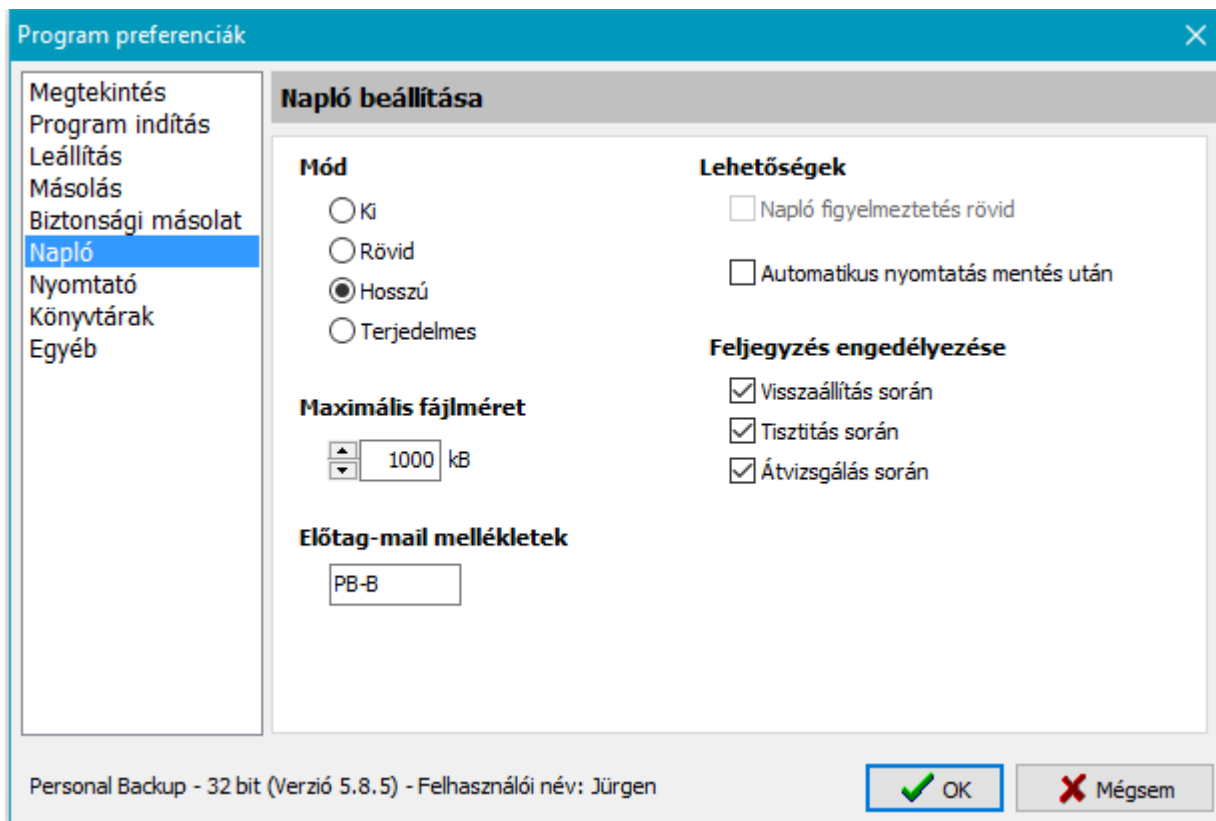 Program preferenciák
Megtekintés
Program indítás
Leállítás
Másolás
Biztonsági másolat
Napló
Nyomtató
Könyvtárak
Egyéb
Napló beállítása
Mód
Ki
Rövid
Hosszú
Terjedelmes
Maximális fájlméret
1000 kB
Előtag-mail mellékletek
PB-B
Lehetőségek
Napló figyelmeztetés rövid
Automatikus nyomtatás mentés után
Feljegyzés engedélyezése
Visszaállítás során
Tisztitás során
Átvizsgálás során
Personal Backup - 32 bit (Verzió 5.8.5) - Felhasználói név: Jürgen
OK
Mégsem